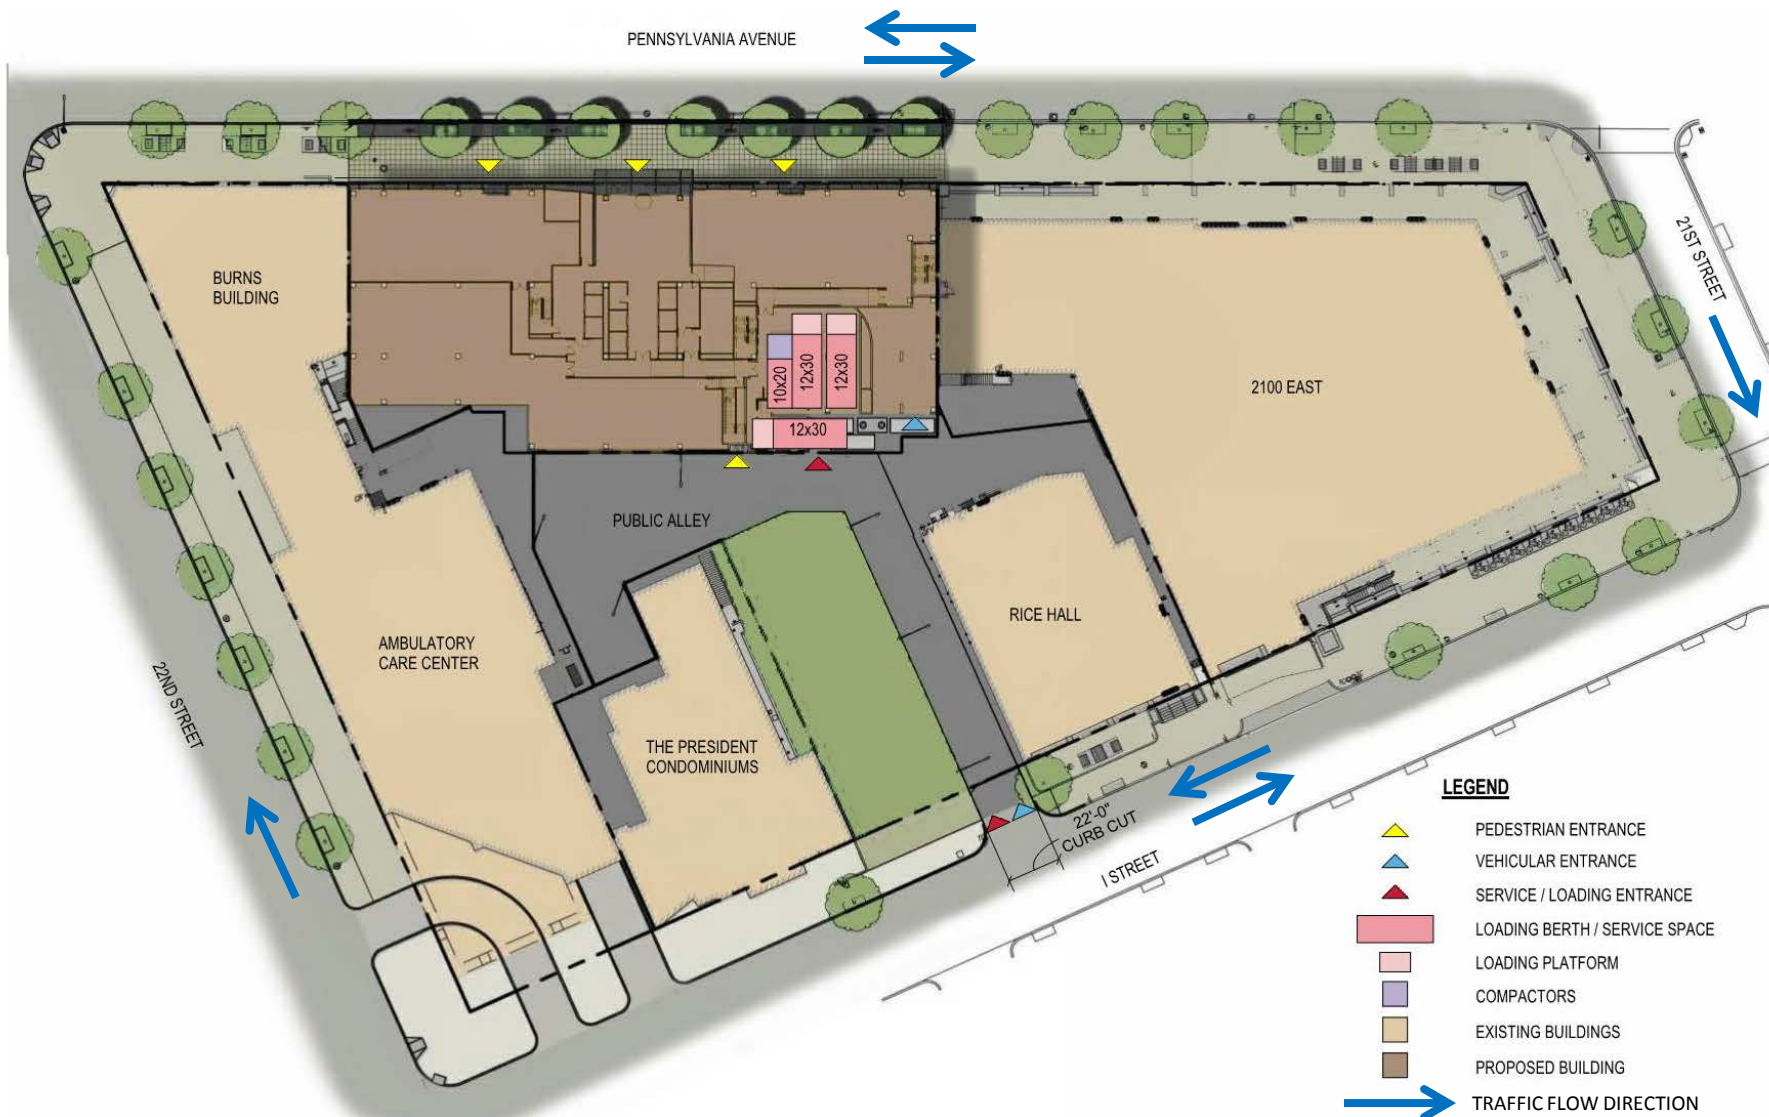 PENNSYLVANIA AVENUE
21ST STREET
BURNS
BUILDING
10x20
12x30
12x30
12x30
2100 EAST
PUBLIC ALLEY
RICE HALL
AMBULATORY
CARE CENTER
22ND STREET
THE PRESIDENT
CONDOMINIUMS
22'-0"
CURB CUT
I STREET
LEGEND
PEDESTRIAN ENTRANCE
VEHICULAR ENTRANCE
SERVICE / LOADING ENTRANCE
LOADING BERTH / SERVICE SPACE
LOADING PLATFORM
COMPACTORS
EXISTING BUILDINGS
PROPOSED BUILDING
TRAFFIC FLOW DIRECTION